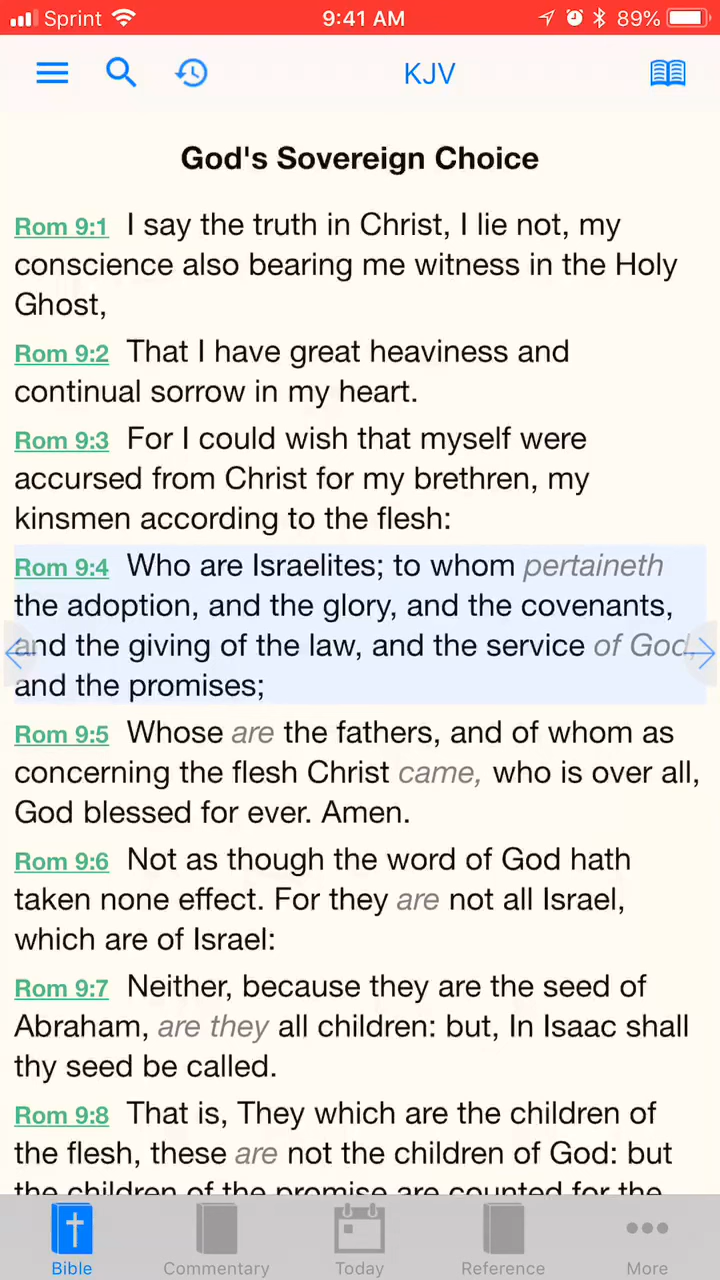 Sprint 9:41 AM 89%
KJV
God's Sovereign Choice
Rom 9:1 I say the truth in Christ, I lie not, my
conscience also bearing me witness in the Holy
Ghost,
Rom 9:2 That I have great heaviness and
continual sorrow in my heart.
Rom 9:3 For I could wish that myself were
accursed from Christ for my brethren, my
kinsmen according to the flesh:
Rom 9:4 Who are Israelites; to whom pertaineth
the adoption, and the glory, and the covenants,
and the giving of the law, and the service of God,
and the promises;
Rom 9:5 Whose are the fathers, and of whom as
concerning the flesh Christ came, who is over all,
God blessed for ever. Amen.
Rom 9:6 Not as though the word of God hath
taken none effect. For they are not all Israel,
which are of Israel:
Rom 9:7 Neither, because they are the seed of
Abraham, are they all children: but, In Isaac shall
thy seed be called.
Rom 9:8 That is, They which are the children of
the flesh, these are not the children of God: but
the children of the promise are counted for the
Bible Commentary Today Reference More